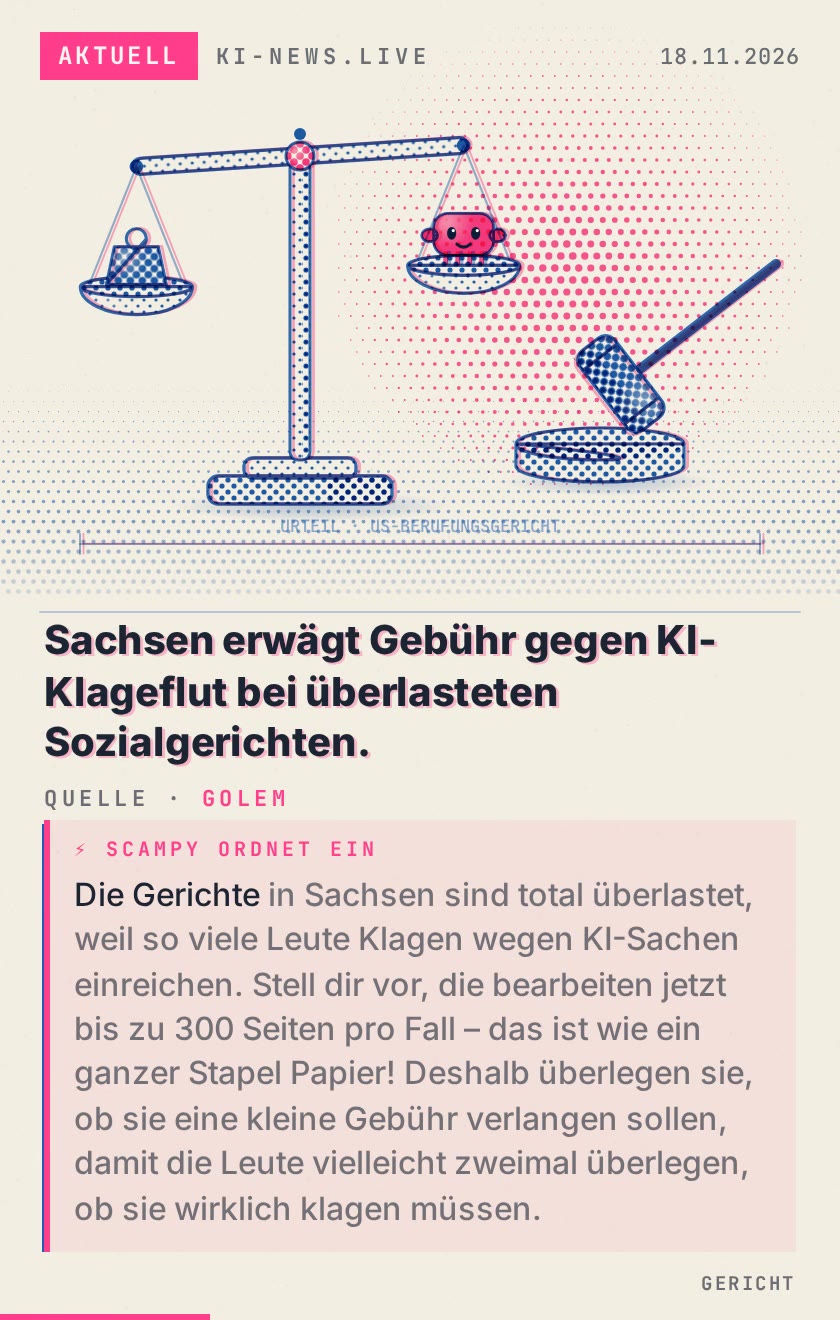 AKTUELL KI-NEWS.LIVE 18.11.2026
URTEIL · US-BERUFUNGSGERICHT
Sachsen erwägt Gebühr gegen KI-
Klageflut bei überlasteten
Sozialgerichten.
QUELLE · GOLEM
⚡ SCAMPY ORDNET EIN
Die Gerichte in Sachsen sind total überlastet,
weil so viele Leute Klagen wegen KI-Sachen
einreichen. Stell dir vor, die bearbeiten jetzt
bis zu 300 Seiten pro Fall – das ist wie ein
ganzer Stapel Papier! Deshalb überlegen sie,
ob sie eine kleine Gebühr verlangen sollen,
damit die Leute vielleicht zweimal überlegen,
ob sie wirklich klagen müssen.
GERICHT